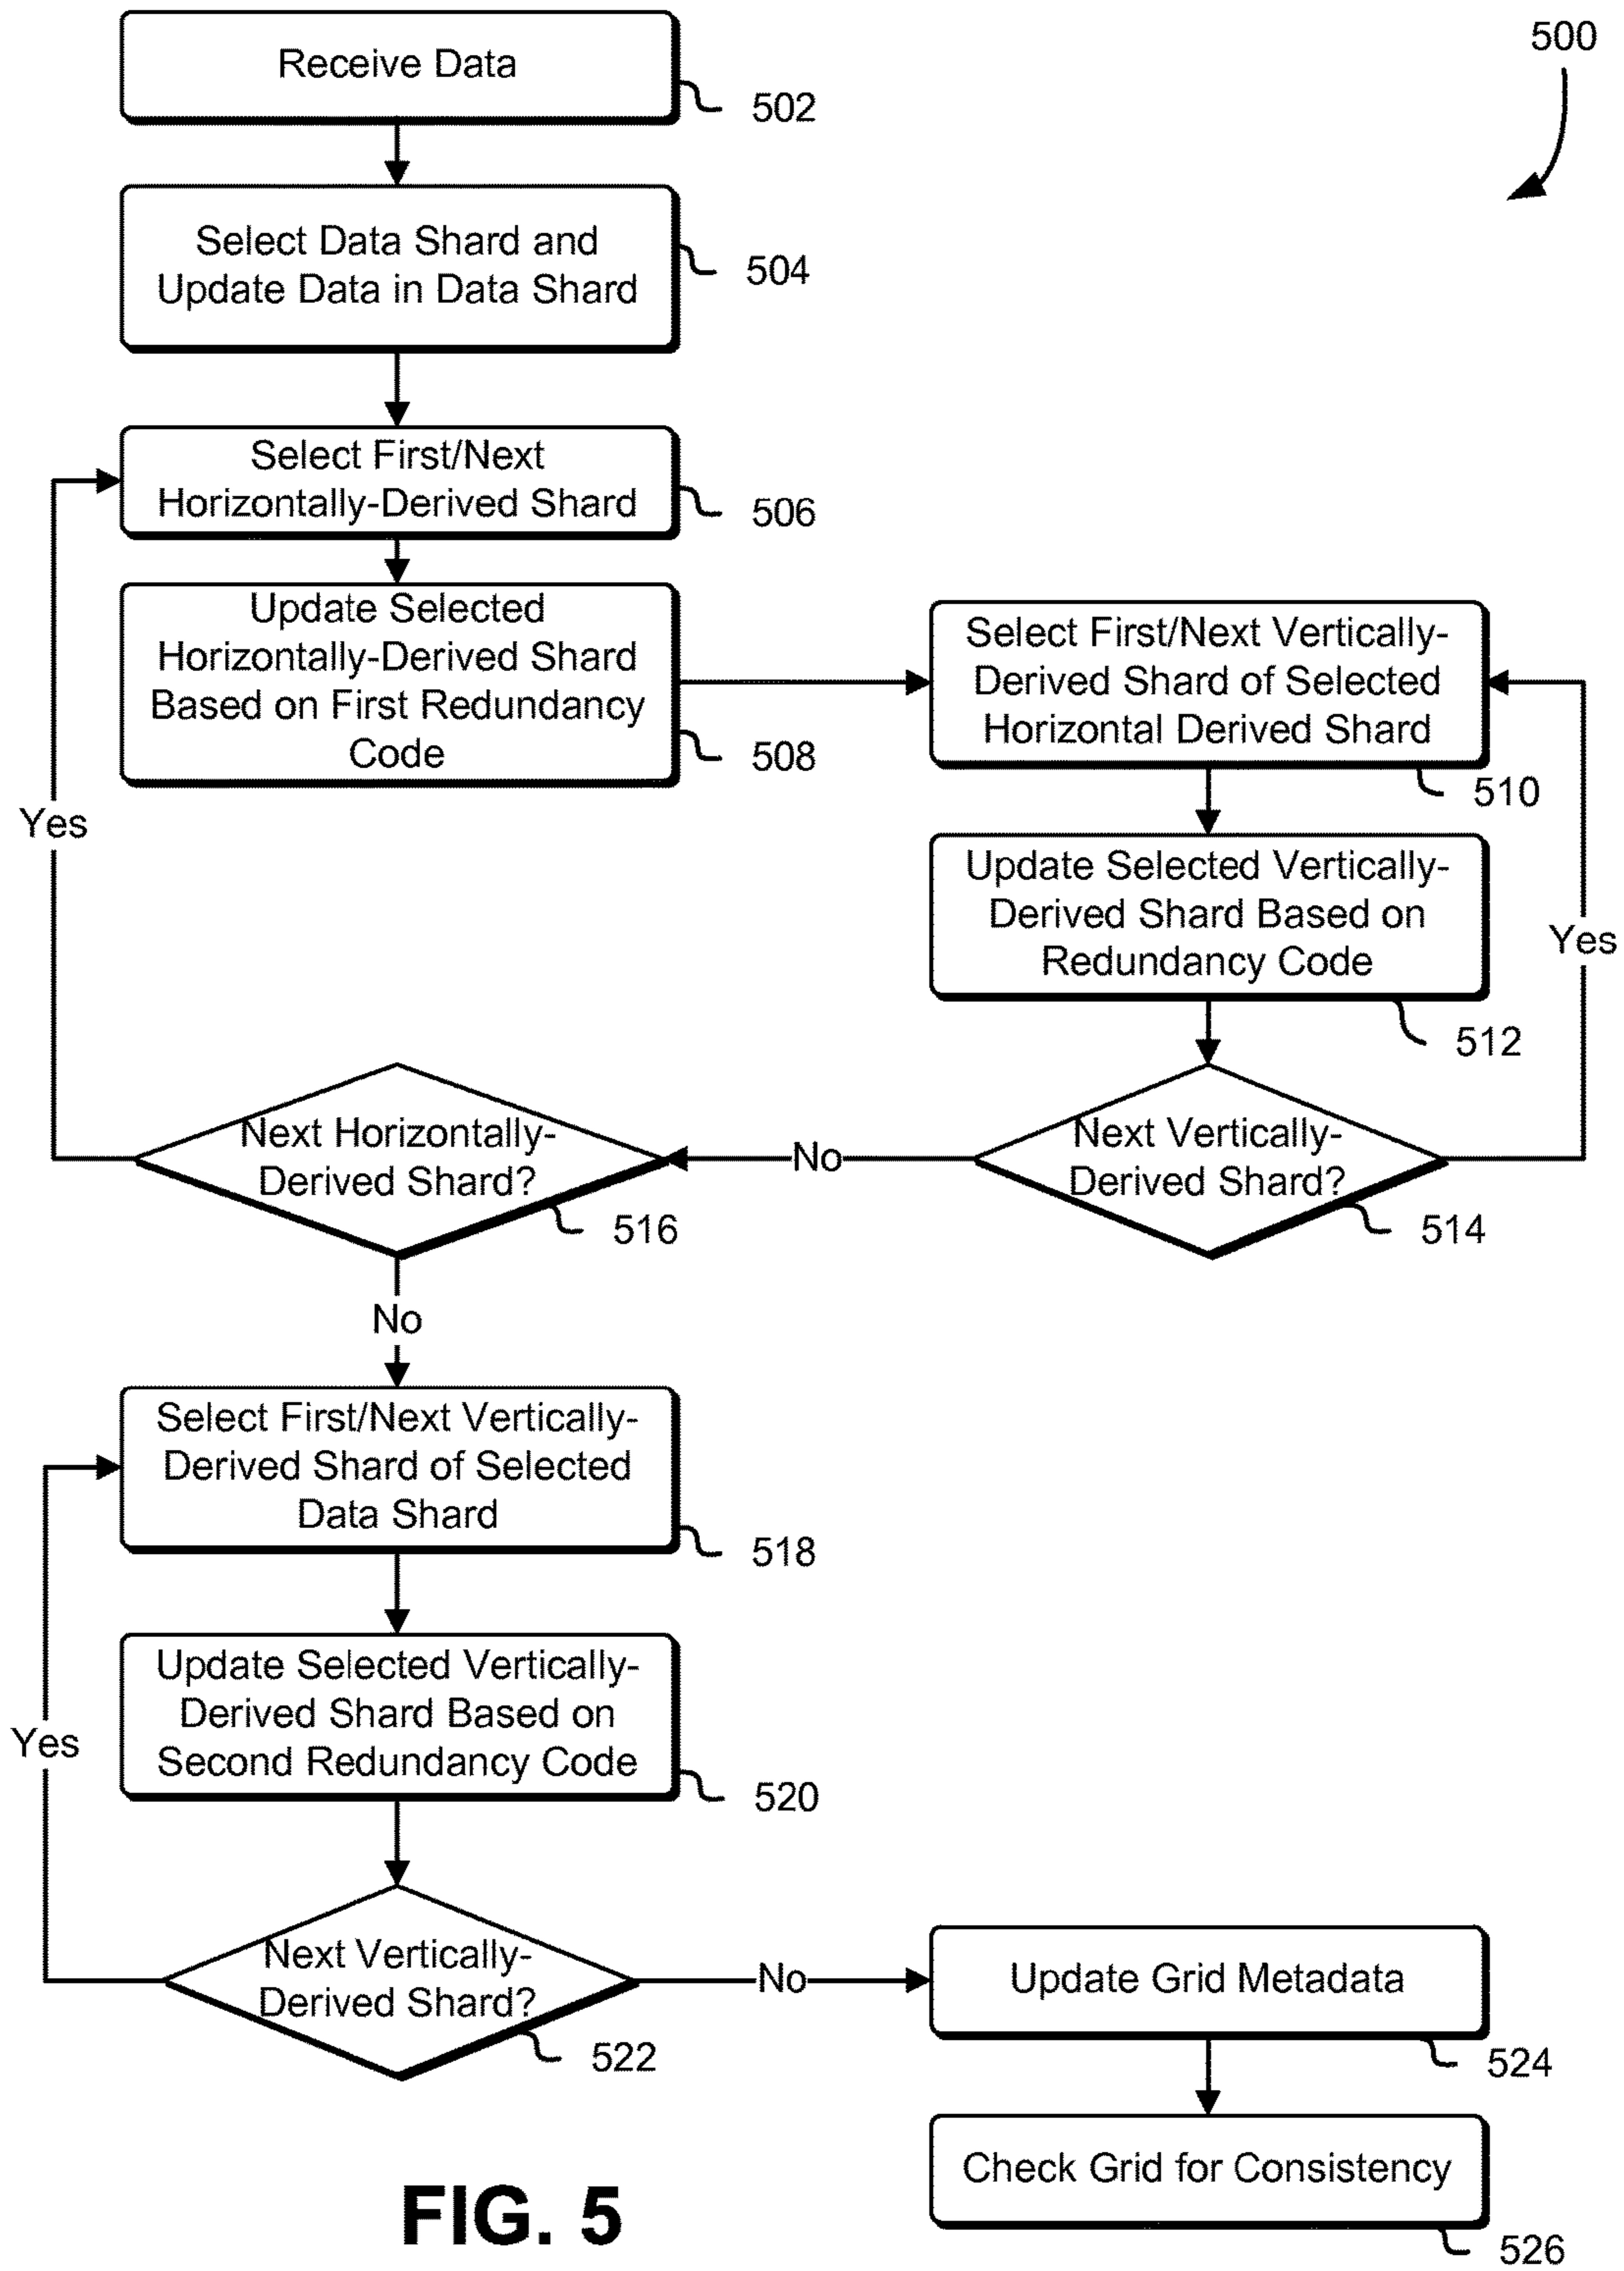 500
Receive Data
502
Select Data Shard and
Update Data in Data Shard
504
Select First/Next
Horizontally-Derived Shard
506
Update Selected
Horizontally-Derived Shard
Based on First Redundancy
Code
508
Select First/Next Vertically-
Derived Shard of Selected
Horizontal Derived Shard
510
Yes
Update Selected Vertically-
Derived Shard Based on
Redundancy Code
512
Yes
Next Horizontally-
Derived Shard?
516
No
Next Vertically-
Derived Shard?
514
No
Select First/Next Vertically-
Derived Shard of Selected
Data Shard
518
Update Selected Vertically-
Derived Shard Based on
Second Redundancy Code
520
Yes
Next Vertically-
Derived Shard?
522
No
Update Grid Metadata
524
Check Grid for Consistency
526
FIG. 5